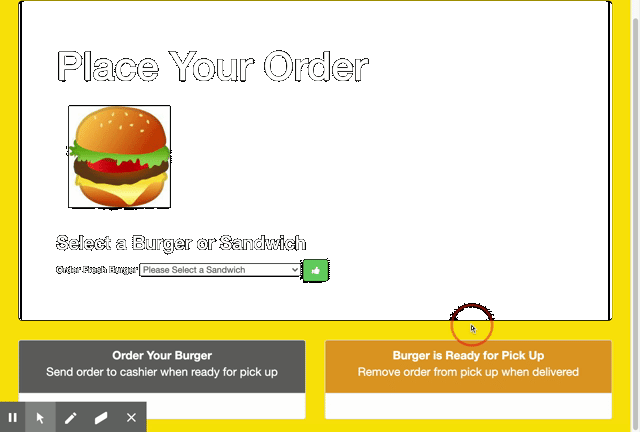 Place Your Order
Select a Burger or Sandwich
Order Fresh Burger Please Select a Sandwich
Order Your Burger
Send order to cashier when ready for pick up
Burger is Ready for Pick Up
Remove order from pick up when delivered